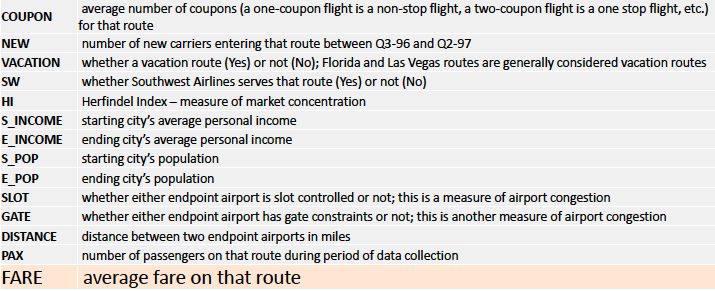 COUPON average number of coupons (a one-coupon flight is a non-stop flight, a two-coupon flight is a one stop flight, etc.)
for that route
NEW number of new carriers entering that route between Q3-96 and Q2-97
VACATION whether a vacation route (Yes) or not (No); Florida and Las Vegas routes are generally considered vacation routes
SW whether Southwest Airlines serves that route (Yes) or not (No)
HI Herfindel Index – measure of market concentration
S_INCOME starting city's average personal income
E_INCOME ending city's average personal income
S_POP starting city's population
E_POP ending city's population
SLOT whether either endpoint airport is slot controlled or not; this is a measure of airport congestion
GATE whether either endpoint airport has gate constraints or not; this is another measure of airport congestion
DISTANCE distance between two endpoint airports in miles
PAX number of passengers on that route during period of data collection
FARE average fare on that route